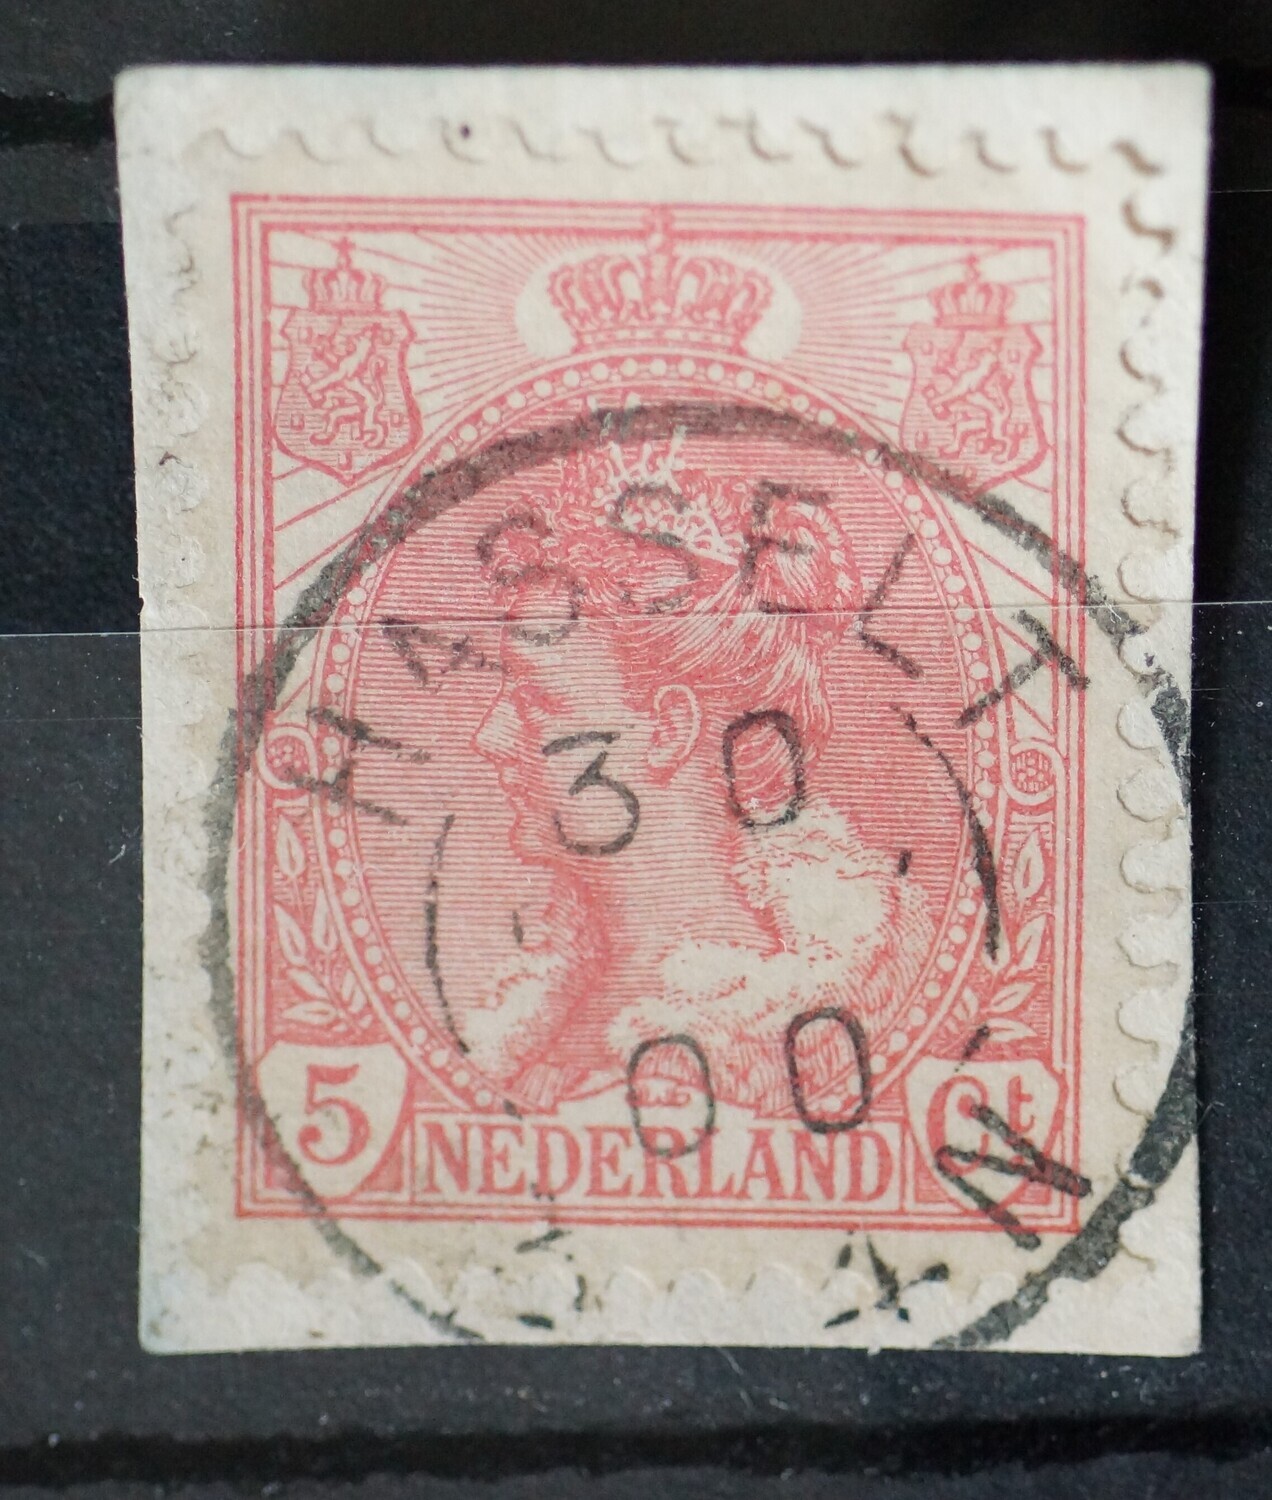 HASSELT
30
00
5 NEDERLAND Ct